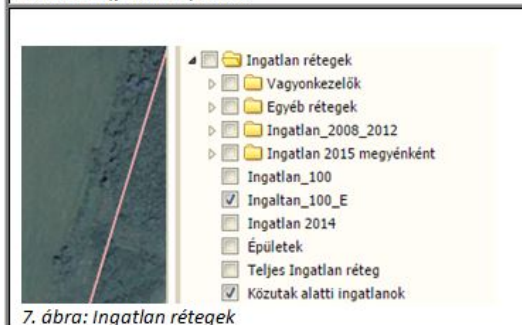 Ingatlan rétegek
Vagyonkezelők
Egyéb rétegek
Ingatlan_2008_2012
Ingatlan 2015 megyénként
Ingatlan_100
Ingaltan_100_E
Ingatlan 2014
Épületek
Teljes Ingatlan réteg
Közutak alatti ingatlanok
7. ábra: Ingatlan rétegek